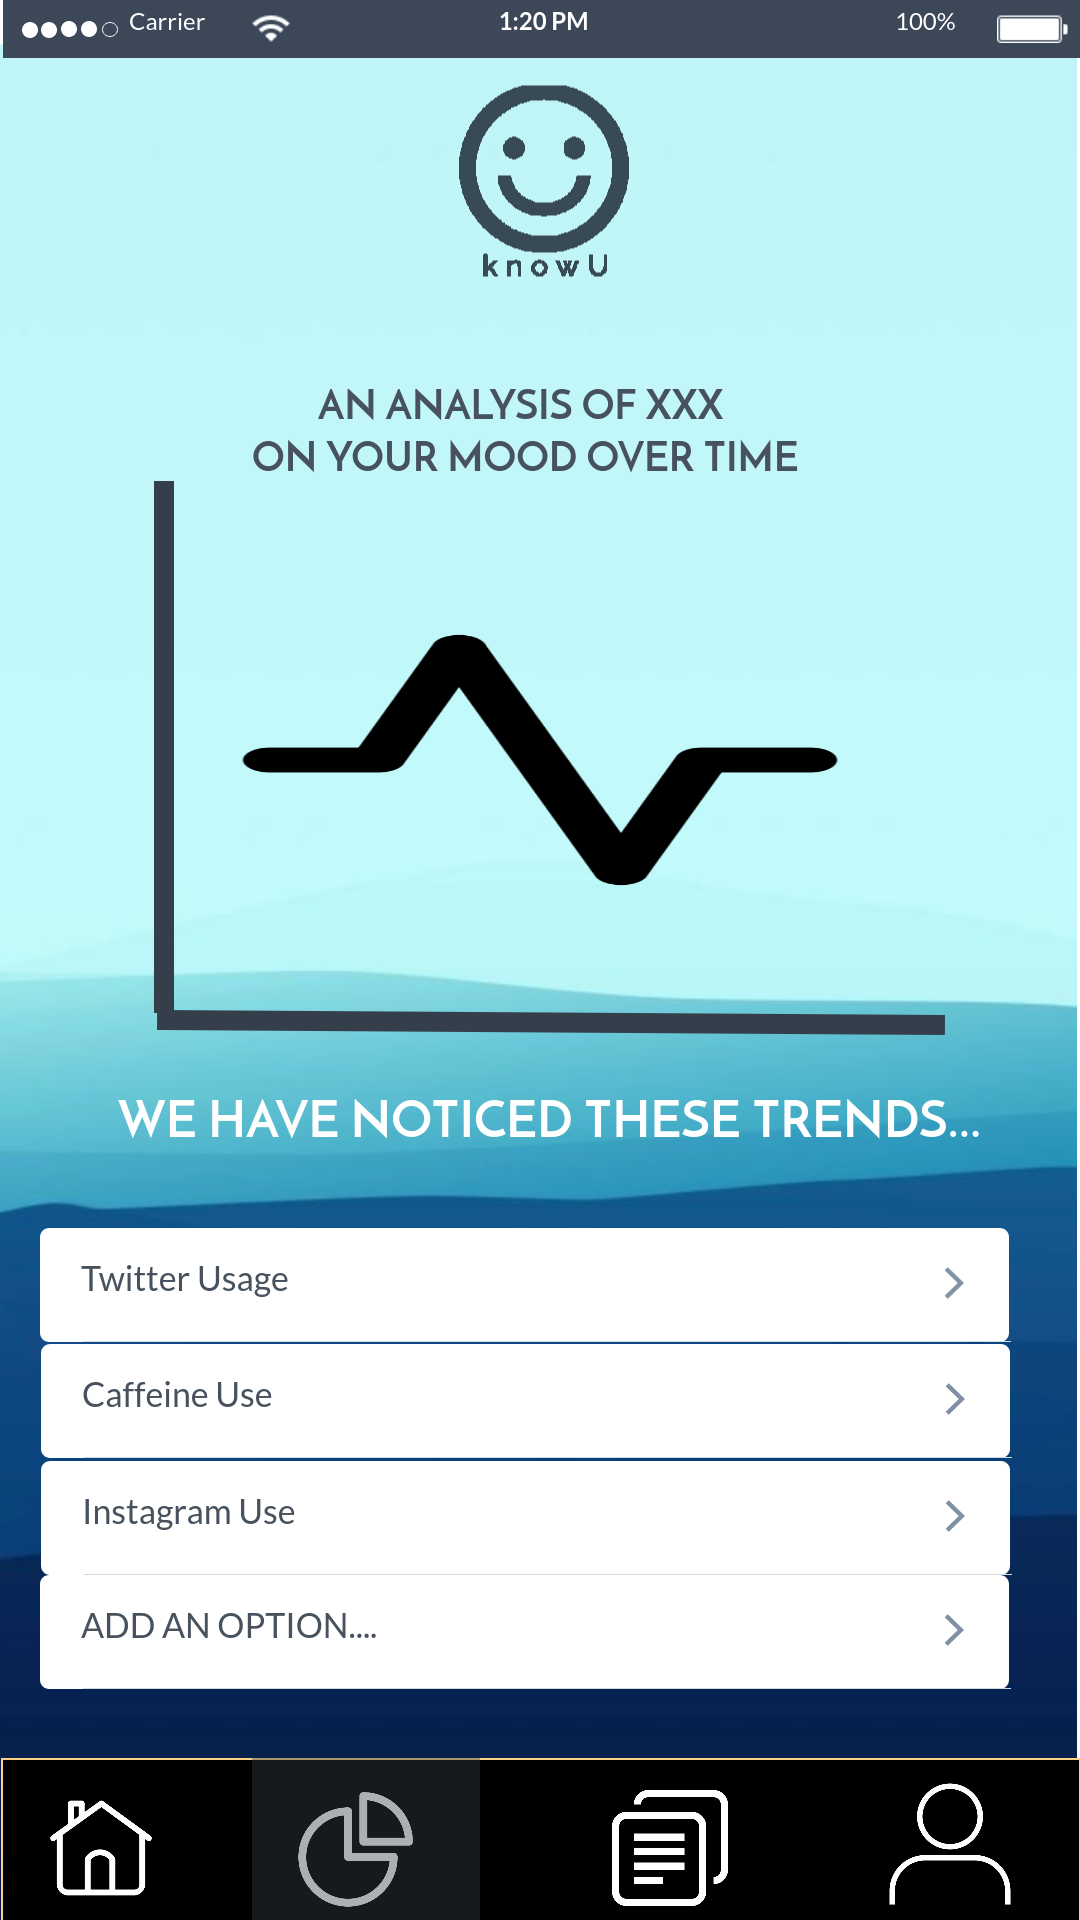 Carrier 1:20 PM 100%
knowU
AN ANALYSIS OF XXX
ON YOUR MOOD OVER TIME
WE HAVE NOTICED THESE TRENDS...
Twitter Usage
Caffeine Use
Instagram Use
ADD AN OPTION....